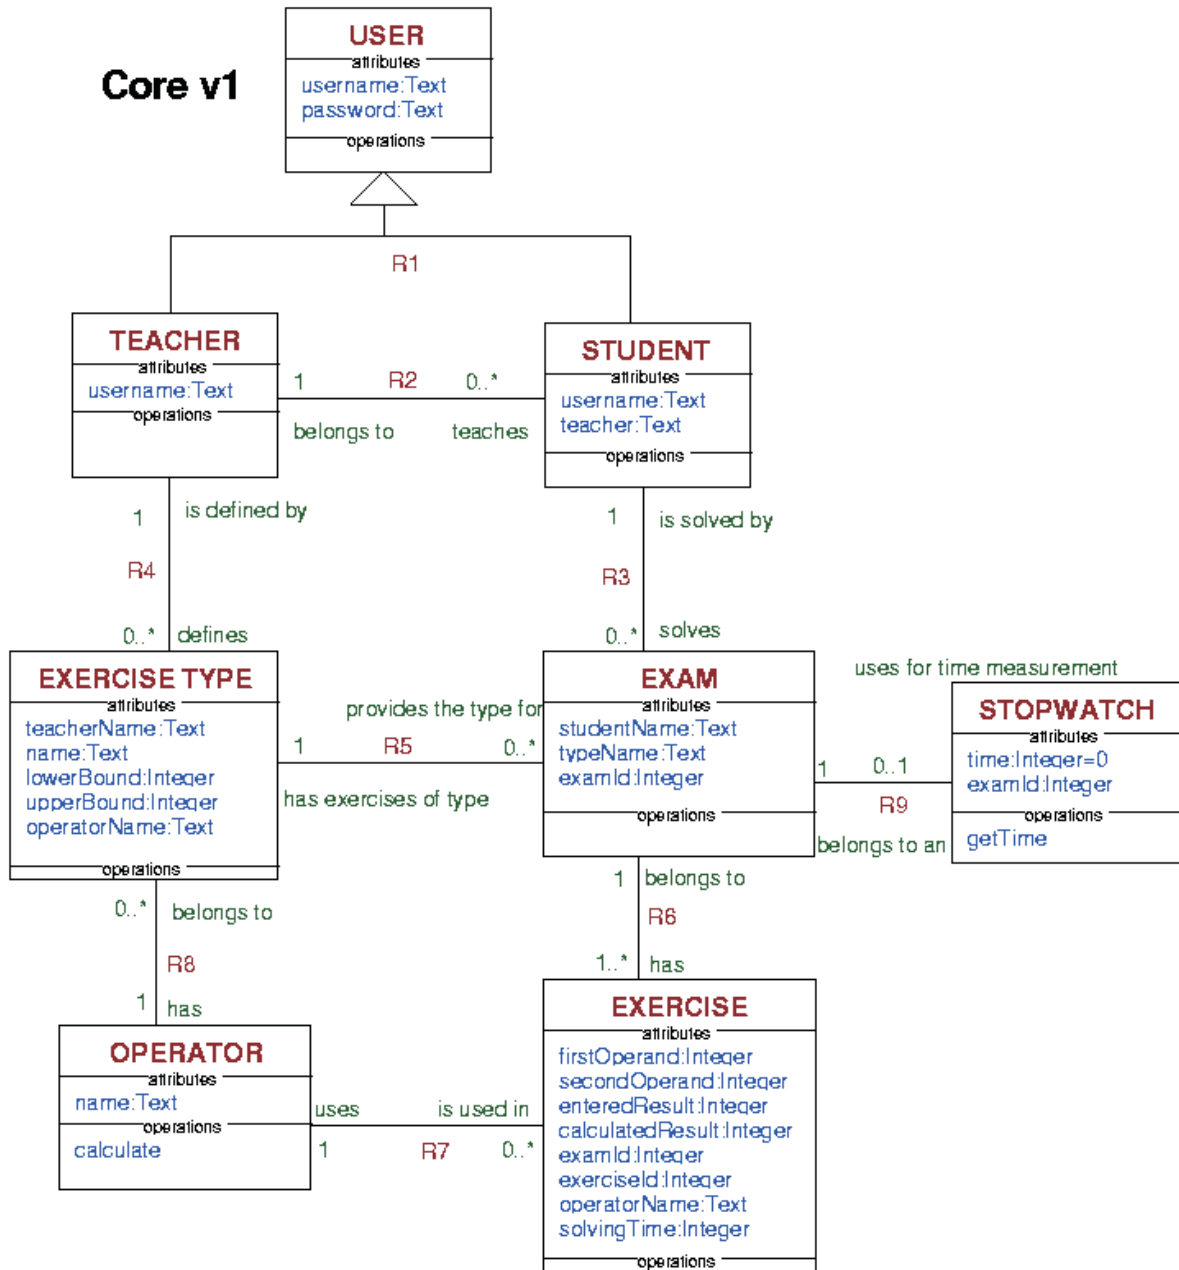 USER
attributes
Core v1
username:Text
password:Text
operations
R1
TEACHER
attributes
username:Text
operations
STUDENT
attributes
username:Text
teacher:Text
operations
1 R2 0..*
belongs to teaches
1 is defined by
R4
0..* defines
1 is solved by
R3
0..* solves
EXERCISE TYPE
attributes
teacherName:Text
name:Text
lowerBound:Integer
upperBound:Integer
operatorName:Text
operations
provides the type for
1 R5 0..*
has exercises of type
EXAM
attributes
studentName:Text
typeName:Text
examId:Integer
operations
uses for time measurement
1 0..1
R9
belongs to an
STOPWATCH
attributes
time:Integer=0
examId:Integer
operations
getTime
0..* belongs to
R8
1 has
1 belongs to
R6
1..* has
OPERATOR
attributes
name:Text
operations
calculate
uses is used in
1 R7 0..*
EXERCISE
attributes
firstOperand:Integer
secondOperand:Integer
enteredResult:Integer
calculatedResult:Integer
examId:Integer
exerciseId:Integer
operatorName:Text
solvingTime:Integer
operations